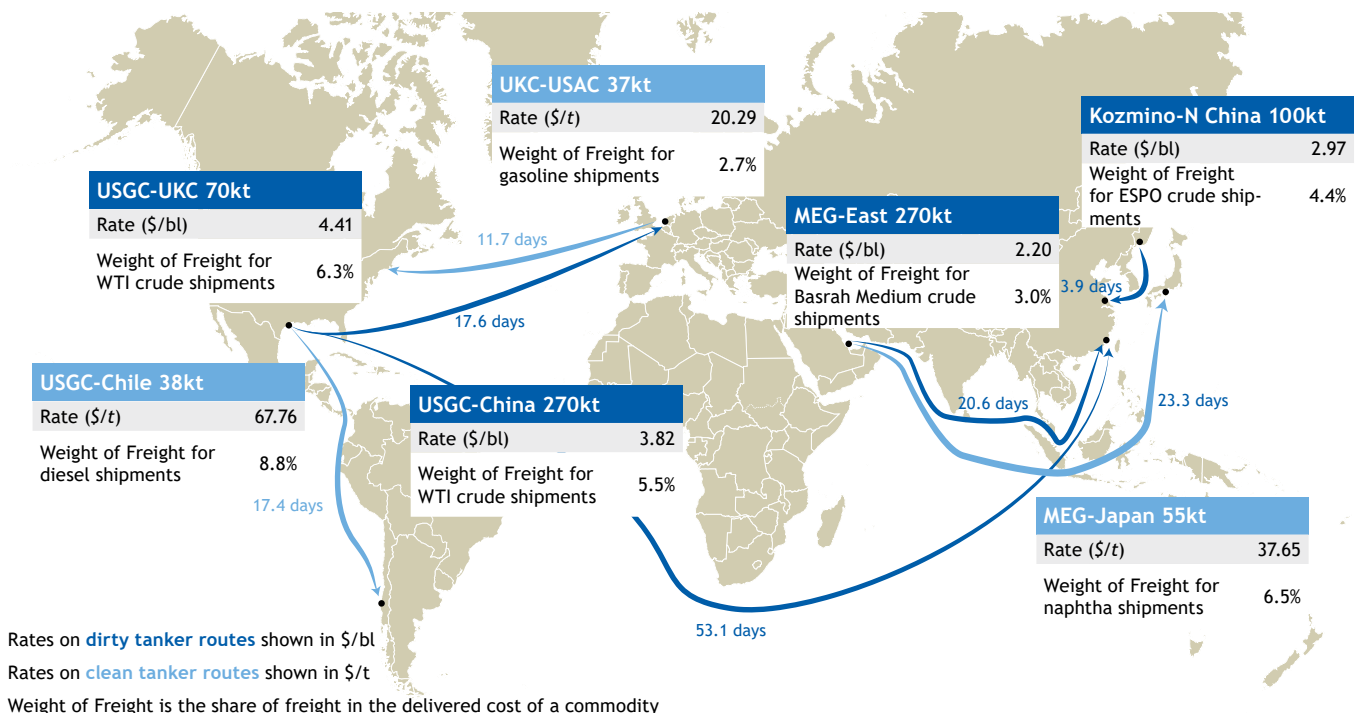 UKC-USAC 37kt
Rate ($/t) 20.29
Weight of Freight for
gasoline shipments
2.7%
Kozmino-N China 100kt
Rate ($/bl) 2.97
Weight of Freight
for ESPO crude ship-
ments
4.4%
USGC-UKC 70kt
Rate ($/bl) 4.41
Weight of Freight for
WTI crude shipments
6.3%
MEG-East 270kt
Rate ($/bl) 2.20
Weight of Freight for
Basrah Medium crude
shipments
3.0%
11.7 days
17.6 days
3.9 days
USGC-Chile 38kt
Rate ($/t) 67.76
Weight of Freight for
diesel shipments
8.8%
17.4 days
USGC-China 270kt
Rate ($/bl) 3.82
Weight of Freight for
WTI crude shipments
5.5%
20.6 days
23.3 days
MEG-Japan 55kt
Rate ($/t) 37.65
Weight of Freight for
naphtha shipments
6.5%
53.1 days
Rates on dirty tanker routes shown in $/bl
Rates on clean tanker routes shown in $/t
Weight of Freight is the share of freight in the delivered cost of a commodity